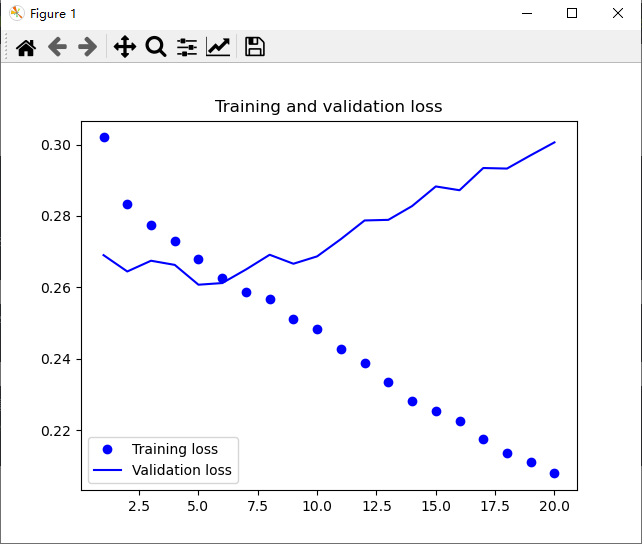 Figure 1
Training and validation loss
0.30
0.28
0.26
0.24
0.22
Training loss
Validation loss
2.5 5.0 7.5 10.0 12.5 15.0 17.5 20.0